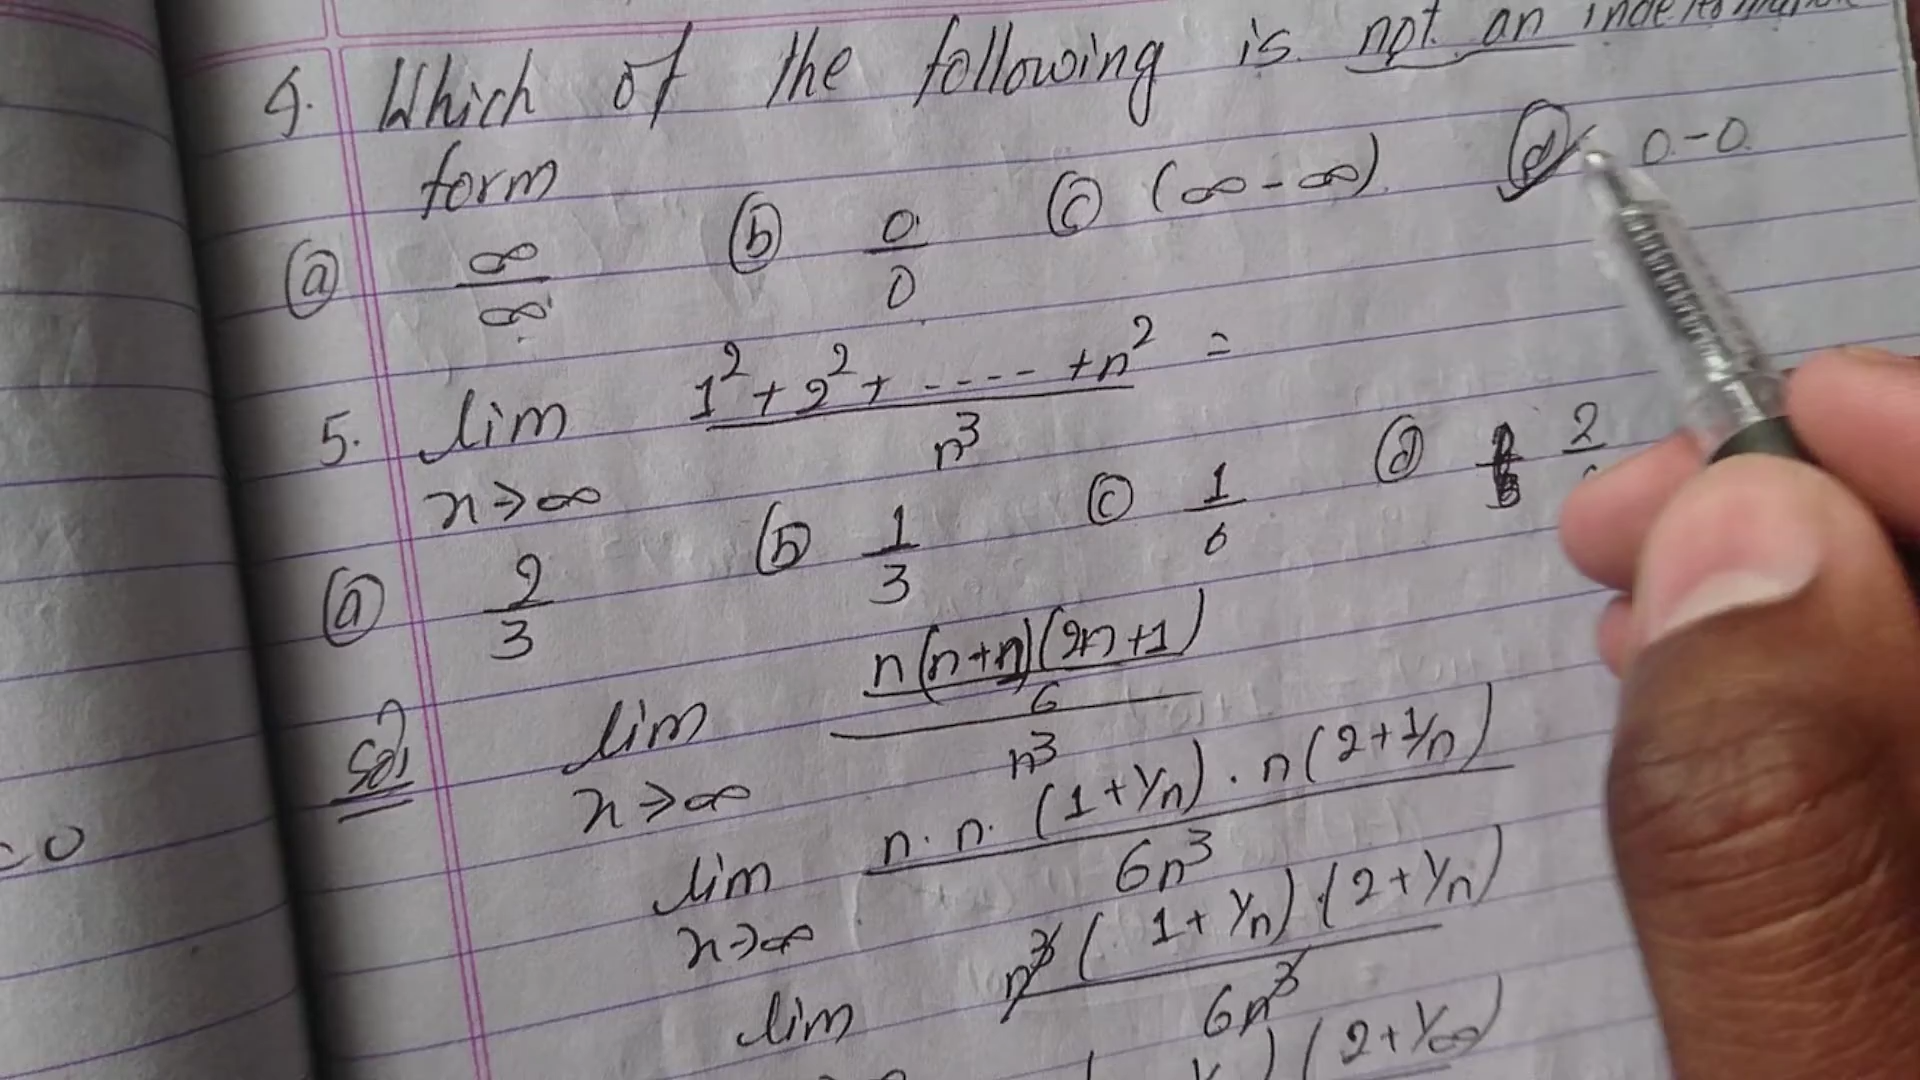 4. Which of the following is not an indeterminate
form
(a) ∞/∞ (b) 0/0 (c) (∞-∞) (d) 0-0
5. lim 1²+2²+----+n² =
n→∞ n³
(a) 2/3 (b) 1/3 (c) 1/6 (d) 2/
Sol lim n(n+n)(2n+1)
6
n→∞ n³
lim n.n.(1+1/n).n(2+1/n)
n→∞ 6n³
lim n³(1+1/n).(2+1/n)
6n³
)(2+1/∞)
-0